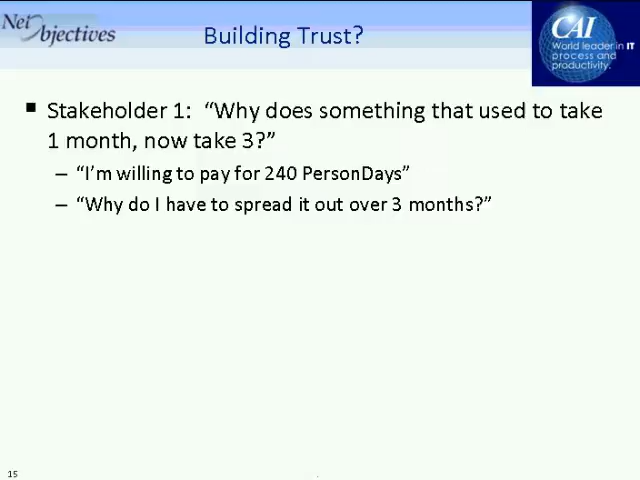 Net Objectives
Building Trust?
CAI
World leader in IT
process and
productivity.
Stakeholder 1: “Why does something that used to take
1 month, now take 3?”
– “I’m willing to pay for 240 PersonDays”
– “Why do I have to spread it out over 3 months?”
15